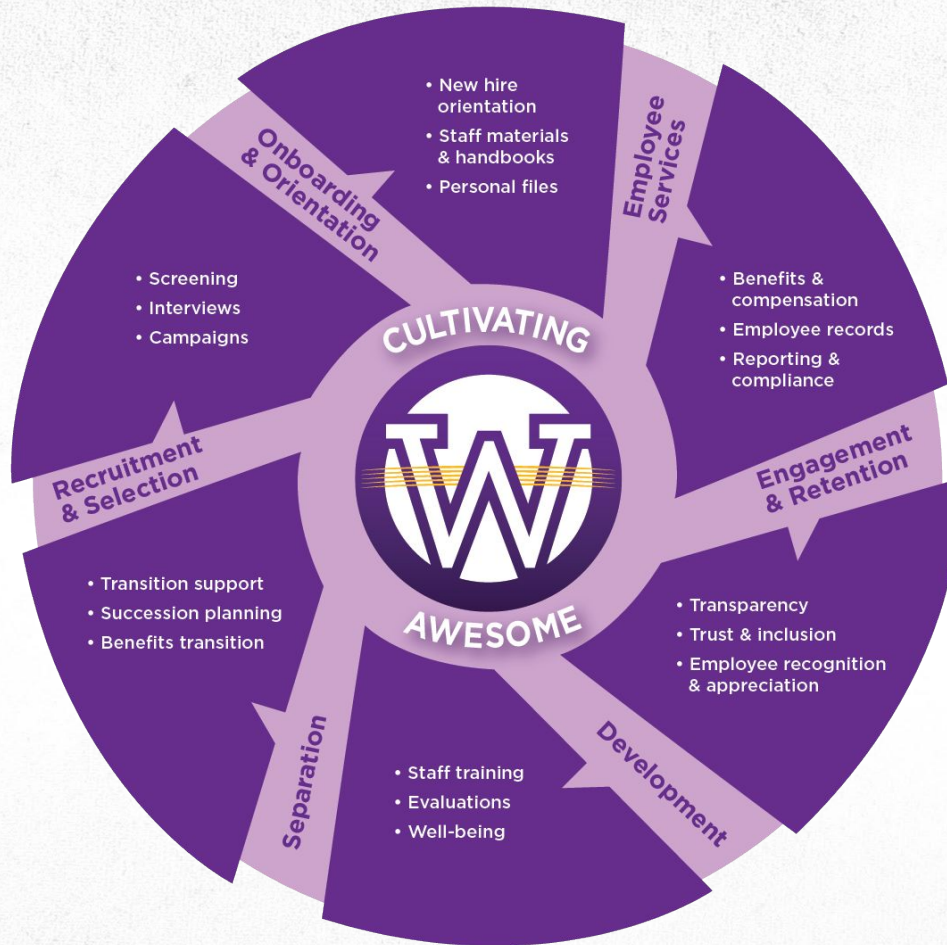 CULTIVATING
W
AWESOME
Recruitment
& Selection
• Screening
• Interviews
• Campaigns
Onboarding
& Orientation
• New hire
orientation
• Staff materials
& handbooks
• Personal files
Employee
Services
• Benefits &
compensation
• Employee records
• Reporting &
compliance
Engagement
& Retention
• Transparency
• Trust & inclusion
• Employee recognition
& appreciation
Development
• Staff training
• Evaluations
• Well-being
Separation
• Transition support
• Succession planning
• Benefits transition